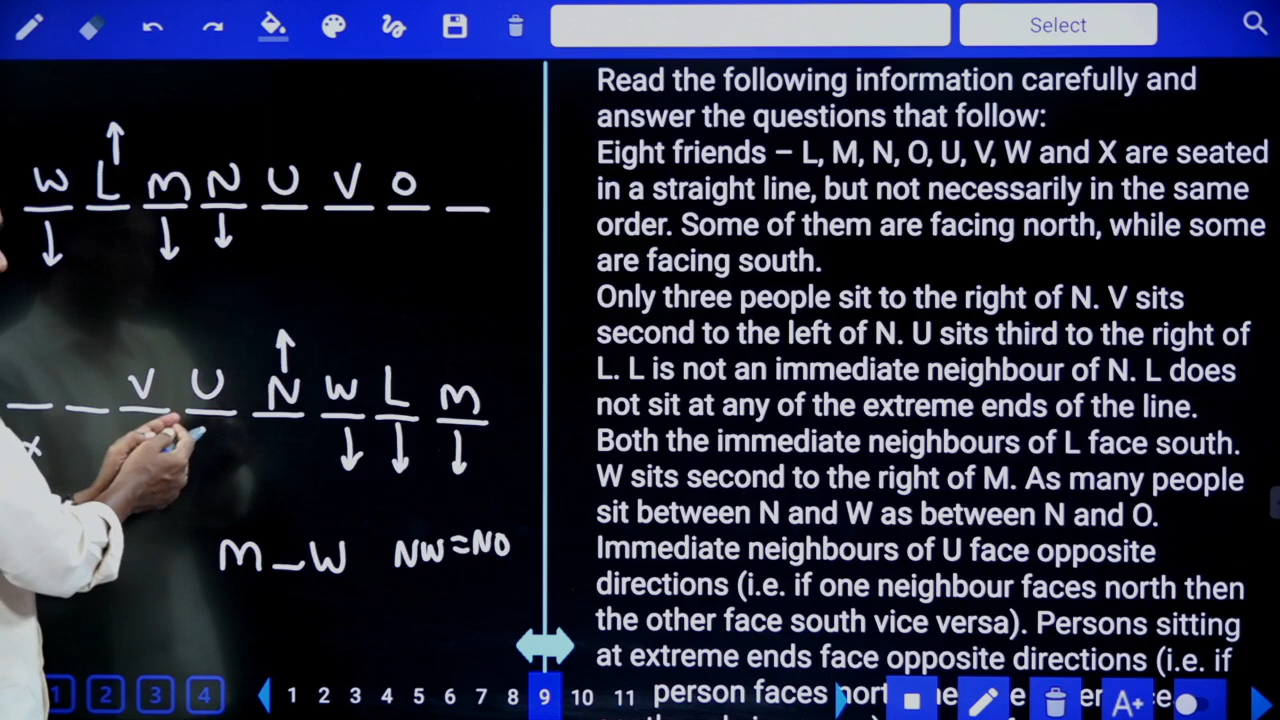 Select
Read the following information carefully and
answer the questions that follow:
Eight friends – L, M, N, O, U, V, W and X are seated
in a straight line, but not necessarily in the same
order. Some of them are facing north, while some
are facing south.
Only three people sit to the right of N. V sits
second to the left of N. U sits third to the right of
L. L is not an immediate neighbour of N. L does
not sit at any of the extreme ends of the line.
Both the immediate neighbours of L face south.
W sits second to the right of M. As many people
sit between N and W as between N and O.
Immediate neighbours of U face opposite
directions (i.e. if one neighbour faces north then
the other face south vice versa). Persons sitting
at extreme ends face opposite directions (i.e. if
person faces
W L M N U V O
V U N W L M
X
M _ W NW=NO
1 2 3 4 1 2 3 4 5 6 7 8 9 10 11
A+